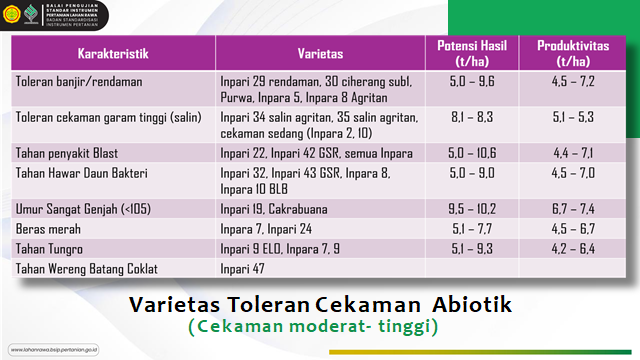 BALAI PENGUJIAN
STANDAR INSTRUMEN
PERTANIAN LAHAN RAWA
BADAN STANDARDISASI
INSTRUMEN PERTANIAN
Karakteristik Varietas Potensi Hasil (t/ha) Produktivitas (t/ha)
Toleran banjir/rendaman Inpari 29 rendaman, 30 ciherang sub1, Purwa, Inpara 5, Inpara 8 Agritan 5,0 – 9,6 4,5 – 7,2
Toleran cekaman garam tinggi (salin) Inpari 34 salin agritan, 35 salin agritan, cekaman sedang (Inpara 2, 10) 8,1 – 8,3 5,1 – 5,3
Tahan penyakit Blast Inpari 22, Inpari 42 GSR, semua Inpara 5,0 – 10,6 4,4 – 7,1
Tahan Hawar Daun Bakteri Inpari 32, Inpari 43 GSR, Inpara 8, Inpara 10 BLB 5,0 – 9,0 4,5 – 7,0
Umur Sangat Genjah (<105) Inpari 19, Cakrabuana 9,5 – 10,2 6,7 – 7,4
Beras merah Inpara 7, Inpari 24 5,1 – 7,7 4,5 – 6,7
Tahan Tungro Inpari 9 ELO, Inpara 7, 9 5,1 – 9,3 4,2 – 6,4
Tahan Wereng Batang Coklat Inpari 47
Varietas Toleran Cekaman Abiotik
(Cekaman moderat- tinggi)
www.lahanrawa.bsip.pertanian.go.id